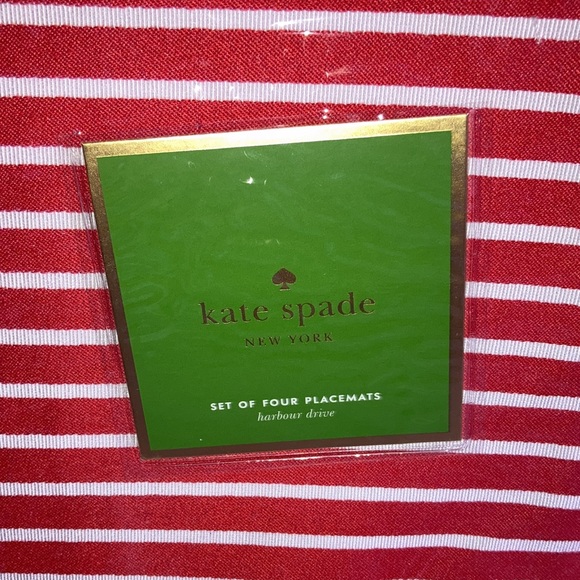 kate spade
NEW YORK
SET OF FOUR PLACEMATS
harbour drive